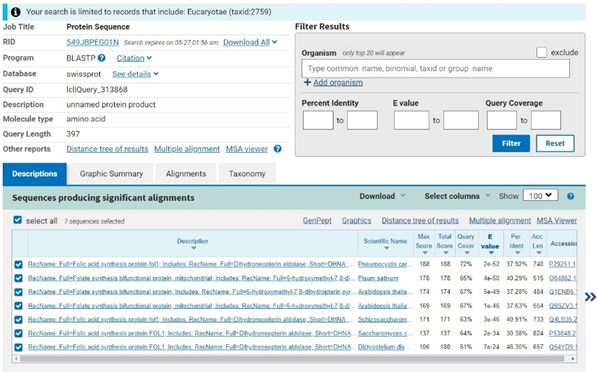 Your search is limited to records that include: Eucaryotae (taxid:2759)
Job Title Protein Sequence
RID 549JBPEG01N Search expires on 05-27 01:56 am Download All
Program BLASTP Citation
Database swissprot See details
Query ID lcl|Query_313868
Description unnamed protein product
Molecule type amino acid
Query Length 397
Other reports Distance tree of results Multiple alignment MSA viewer
Filter Results
Organism only top 20 will appear exclude
Type common name, binomial, taxid or group name
+ Add organism
Percent Identity E value Query Coverage
to to to
Filter Reset
Descriptions Graphic Summary Alignments Taxonomy
Sequences producing significant alignments Download Select columns Show 100
select all 7 sequences selected GenPept Graphics Distance tree of results Multiple alignment MSA Viewer
Description Scientific Name Max Score Total Score Query Cover E value Per. Ident Acc. Len Accession
RecName: Full=Folic acid synthesis protein fol1; Includes: RecName: Full=Dihydroneopterin aldolase; Short=DHNA... Pneumocystis car... 188 188 72% 2e-52 37.92% 740 P29251.1
RecName: Full=Folate synthesis bifunctional protein, mitochondrial; Includes: RecName: Full=6-hydroxymethyl-7,8-di... Pisum sativum 178 178 65% 4e-50 40.29% 515 O04862.1
RecName: Full=Folate synthesis bifunctional protein; Includes: RecName: Full=6-hydroxymethyl-7,8-dihydropterin pyr... Arabidopsis thalia... 174 174 67% 5e-49 37.28% 484 Q1ENB6.
RecName: Full=Folate synthesis bifunctional protein, mitochondrial; Includes: RecName: Full=6-hydroxymethyl-7,8-di... Arabidopsis thalia... 169 169 67% 1e-46 37.63% 554 Q9SZV3.
RecName: Full=Folic acid synthesis protein fol1; Includes: RecName: Full=Dihydroneopterin aldolase; Short=DHNA... Schizosaccharom... 171 171 63% 3e-46 40.91% 733 Q4LB35.2
RecName: Full=Folic acid synthesis protein FOL1; Includes: RecName: Full=Dihydroneopterin aldolase; Short=DHNA... Saccharomyces c... 137 137 64% 2e-34 30.38% 824 P53848.2
RecName: Full=Folic acid synthesis protein FOL1; Includes: RecName: Full=Dihydroneopterin aldolase; Short=DHNA... Dictyostelium dis... 106 180 51% 7e-24 48.30% 657 Q54YD9.1